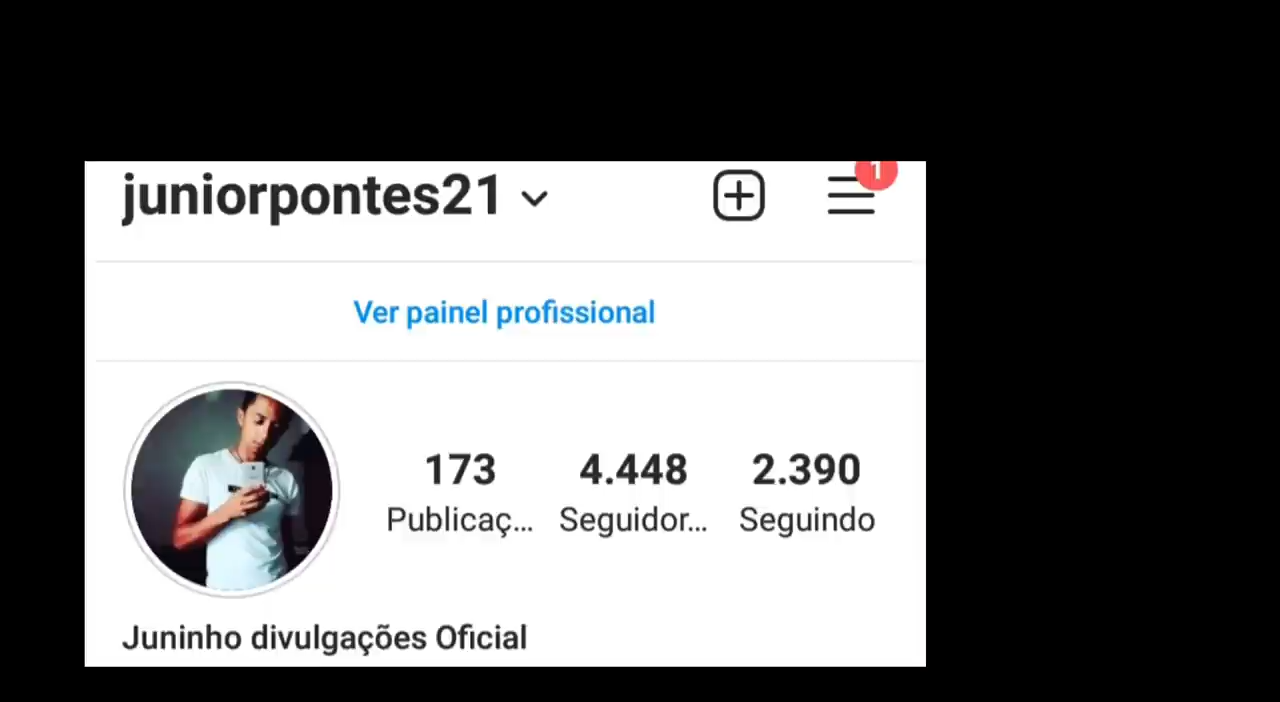 juniorpontes21
1
Ver painel profissional
173 4.448 2.390
Publicaç... Seguidor... Seguindo
Juninho divulgações Oficial